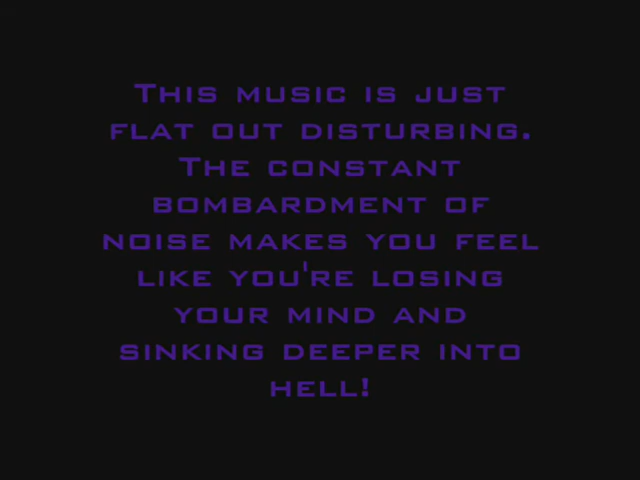 This music is just
flat out disturbing.
The constant
bombardment of
noise makes you feel
like you're losing
your mind and
sinking deeper into
hell!